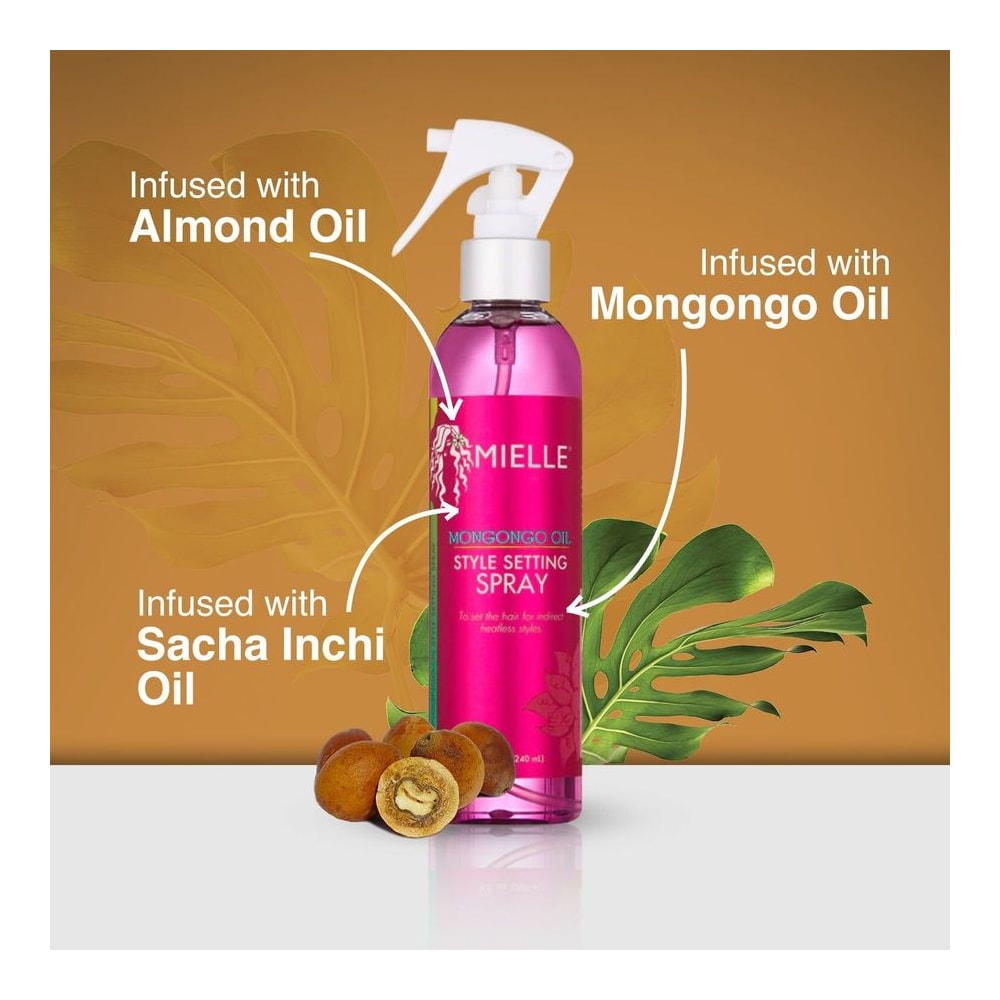 Infused with
Almond Oil
Infused with
Mongongo Oil
Infused with
Sacha Inchi
Oil
MIELLE
MONGONGO OIL
STYLE SETTING
SPRAY
To set the hair for indirect
heatless styles
240 mL)